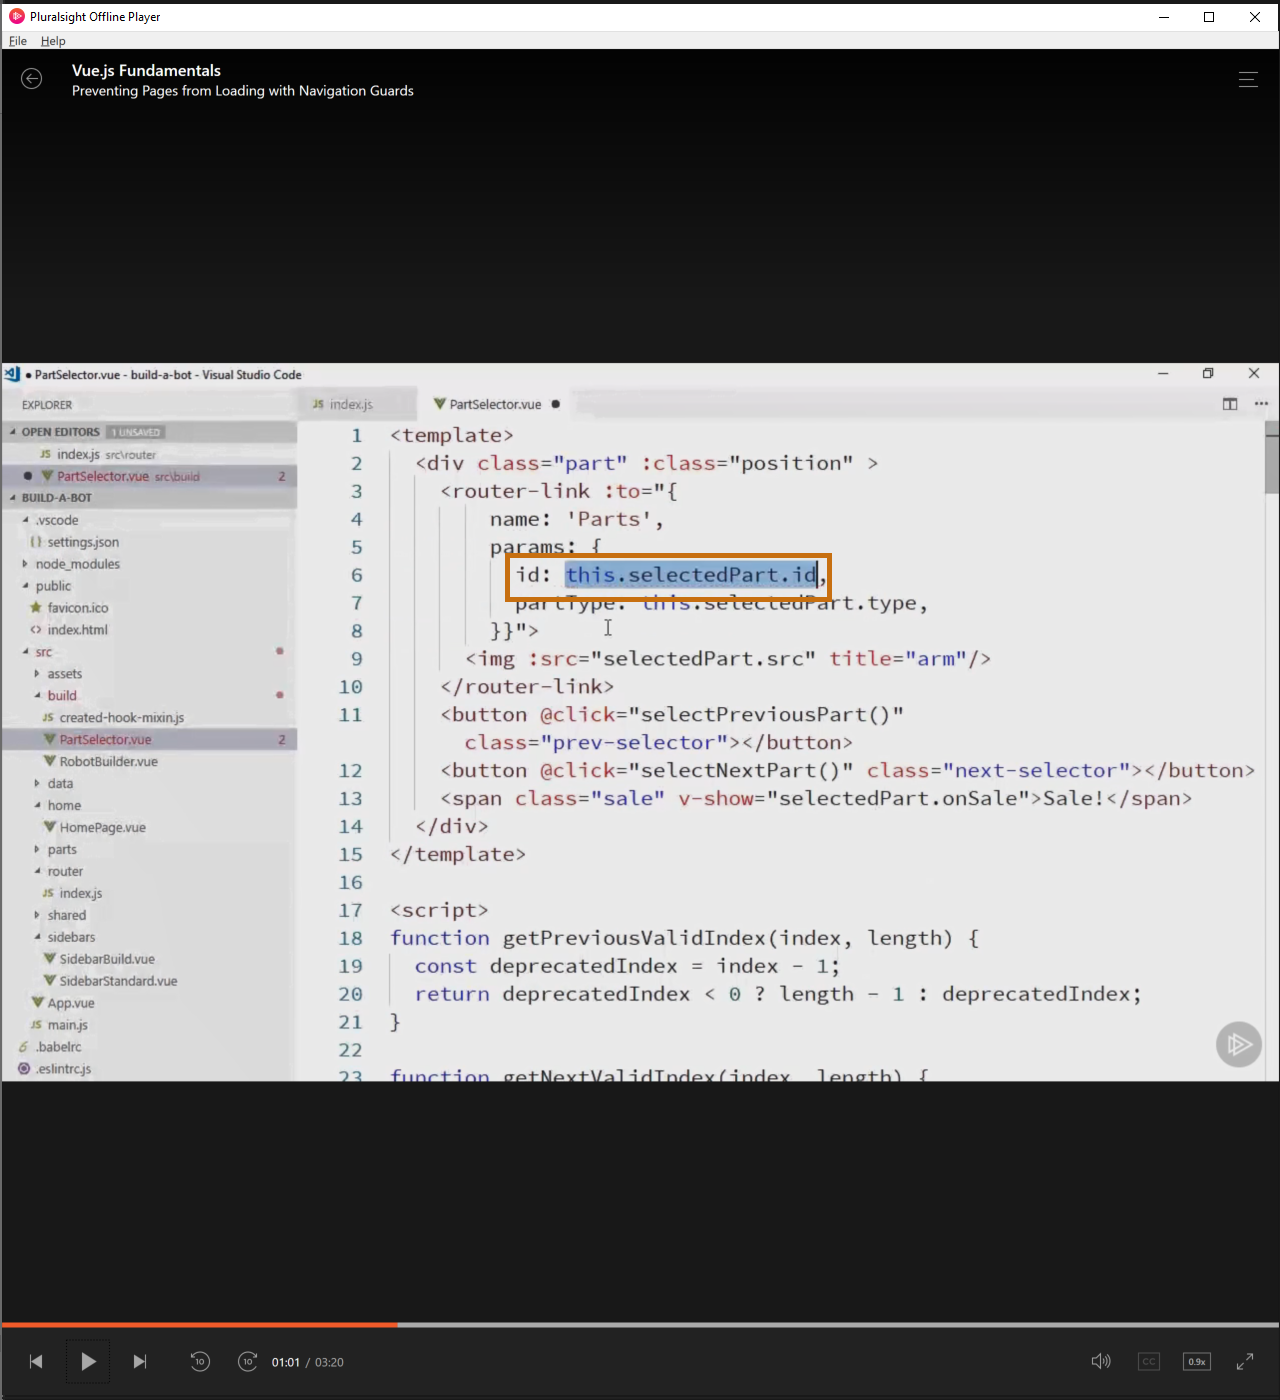 Pluralsight Offline Player
File Help
Vue.js Fundamentals
Preventing Pages from Loading with Navigation Guards
● PartSelector.vue - build-a-bot - Visual Studio Code
EXPLORER
OPEN EDITORS 1 UNSAVED
JS index.js src\router
● PartSelector.vue src\build 2
BUILD-A-BOT
.vscode
{} settings.json
node_modules
public
favicon.ico
<> index.html
src
assets
build
JS created-hook-mixin.js
PartSelector.vue 2
RobotBuilder.vue
data
home
HomePage.vue
parts
router
JS index.js
shared
sidebars
SidebarBuild.vue
SidebarStandard.vue
App.vue
JS main.js
.babelrc
.eslintrc.js
JS index.js
PartSelector.vue ●
1 <template>
2 <div class="part" :class="position" >
3 <router-link :to="{
4 name: 'Parts',
5 params: {
6 id: this.selectedPart.id,
7 partType: this.selectedPart.type,
8 }}">
9 <img :src="selectedPart.src" title="arm"/>
10 </router-link>
11 <button @click="selectPreviousPart()"
class="prev-selector"></button>
12 <button @click="selectNextPart()" class="next-selector"></button>
13 <span class="sale" v-show="selectedPart.onSale">Sale!</span>
14 </div>
15 </template>
16
17 <script>
18 function getPreviousValidIndex(index, length) {
19 const deprecatedIndex = index - 1;
20 return deprecatedIndex < 0 ? length - 1 : deprecatedIndex;
21 }
22
23 function getNextValidIndex(index, length) {
10 10 01:01 / 03:20 CC 0.9x